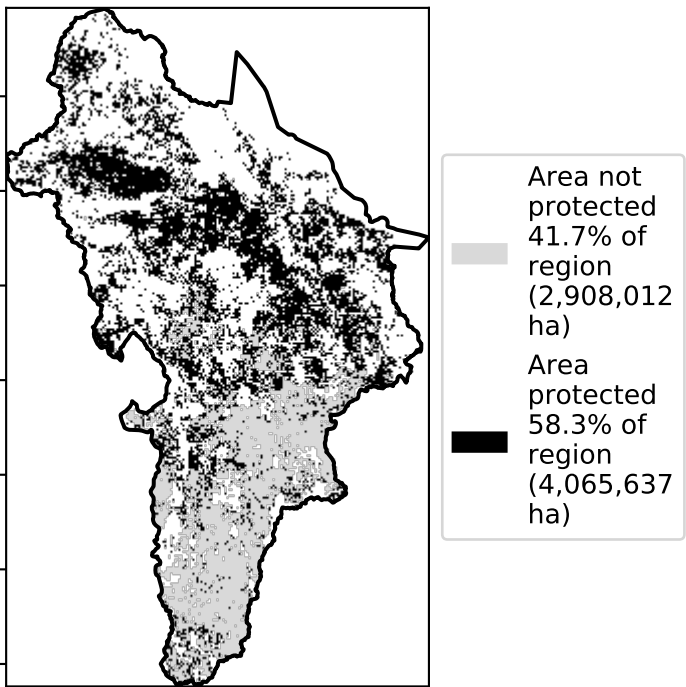 Area not
protected
41.7% of
region
(2,908,012
ha)
Area
protected
58.3% of
region
(4,065,637
ha)